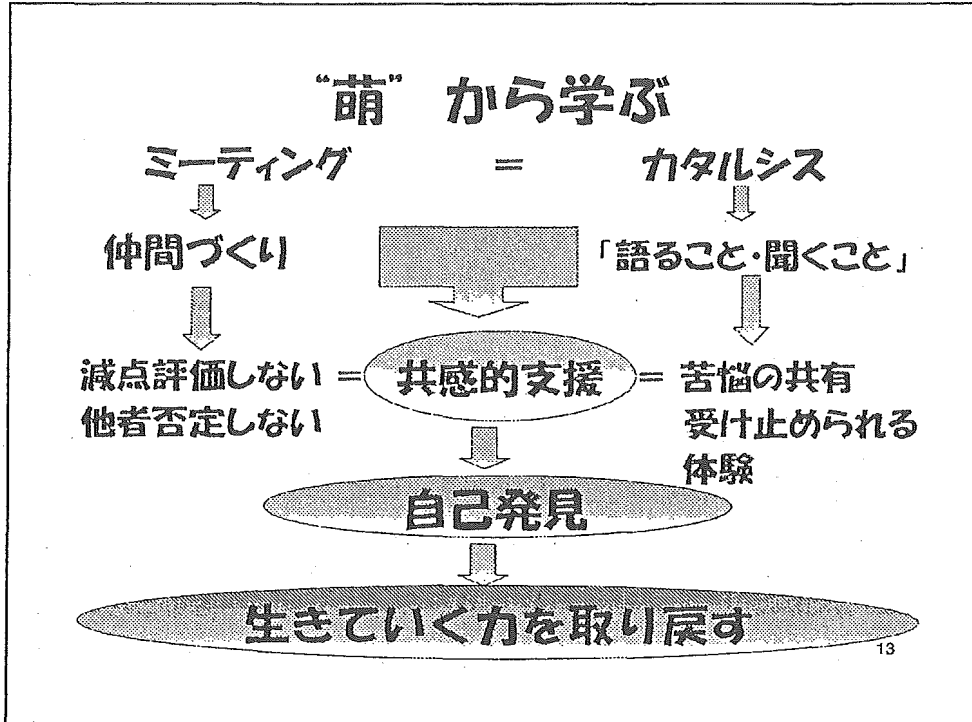 “萌” から学ぶ
ミーティング = カタルシス
仲間づくり 「語ること・聞くこと」
減点評価しない = 共感的支援 = 苦悩の共有
他者否定しない 受け止められる
体験
自己発見
生きていく力を取り戻す
13